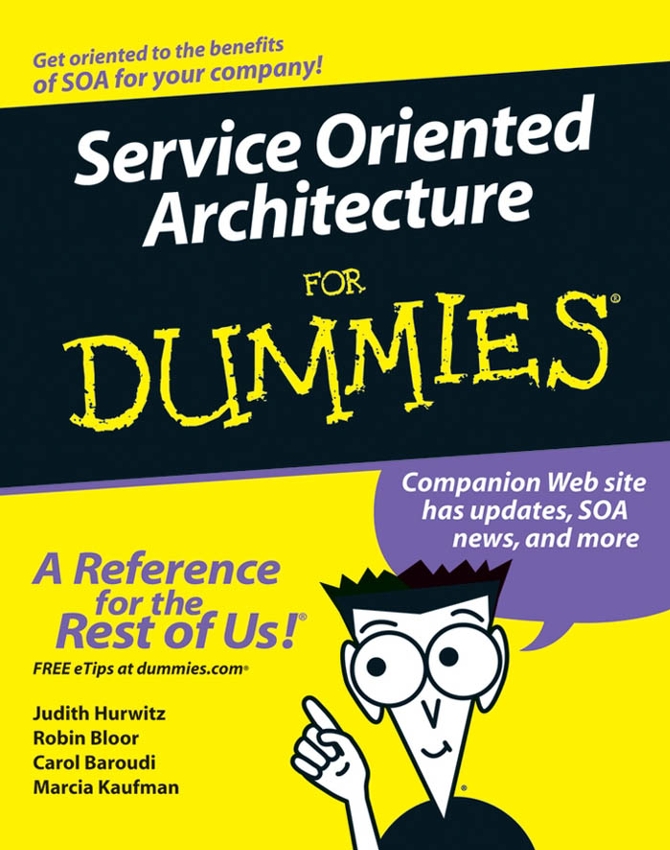 Get oriented to the benefits
of SOA for your company!
Service Oriented
Architecture
FOR
DUMMIES®
Companion Web site
has updates, SOA
news, and more
A Reference
for the
Rest of Us!®
FREE eTips at dummies.com®
Judith Hurwitz
Robin Bloor
Carol Baroudi
Marcia Kaufman
®